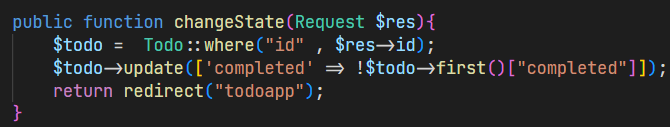 public function changeState(Request $res){
    $todo =  Todo::where("id" , $res->id);
    $todo->update(['completed' => !$todo->first()["completed"]]);
    return redirect("todoapp");
}